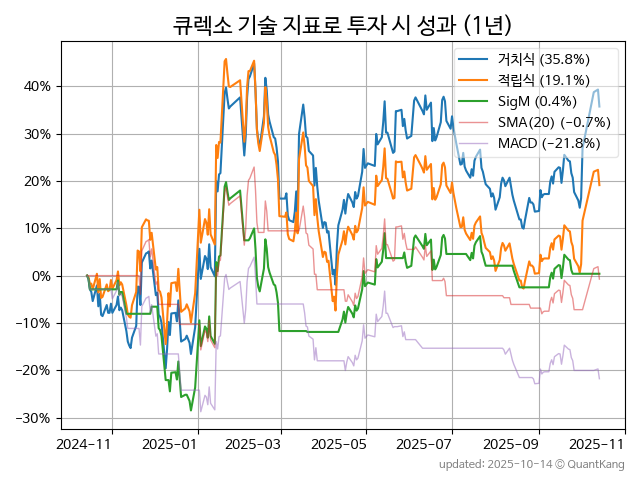 큐렉소 기술 지표로 투자 시 성과 (1년)
거치식 (35.8%)
적립식 (19.1%)
SigM (0.4%)
SMA(20) (−0.7%)
MACD (−21.8%)
40%
30%
20%
10%
0%
−10%
−20%
−30%
2024-11 2025-01 2025-03 2025-05 2025-07 2025-09 2025-11
updated: 2025-10-14 © QuantKang